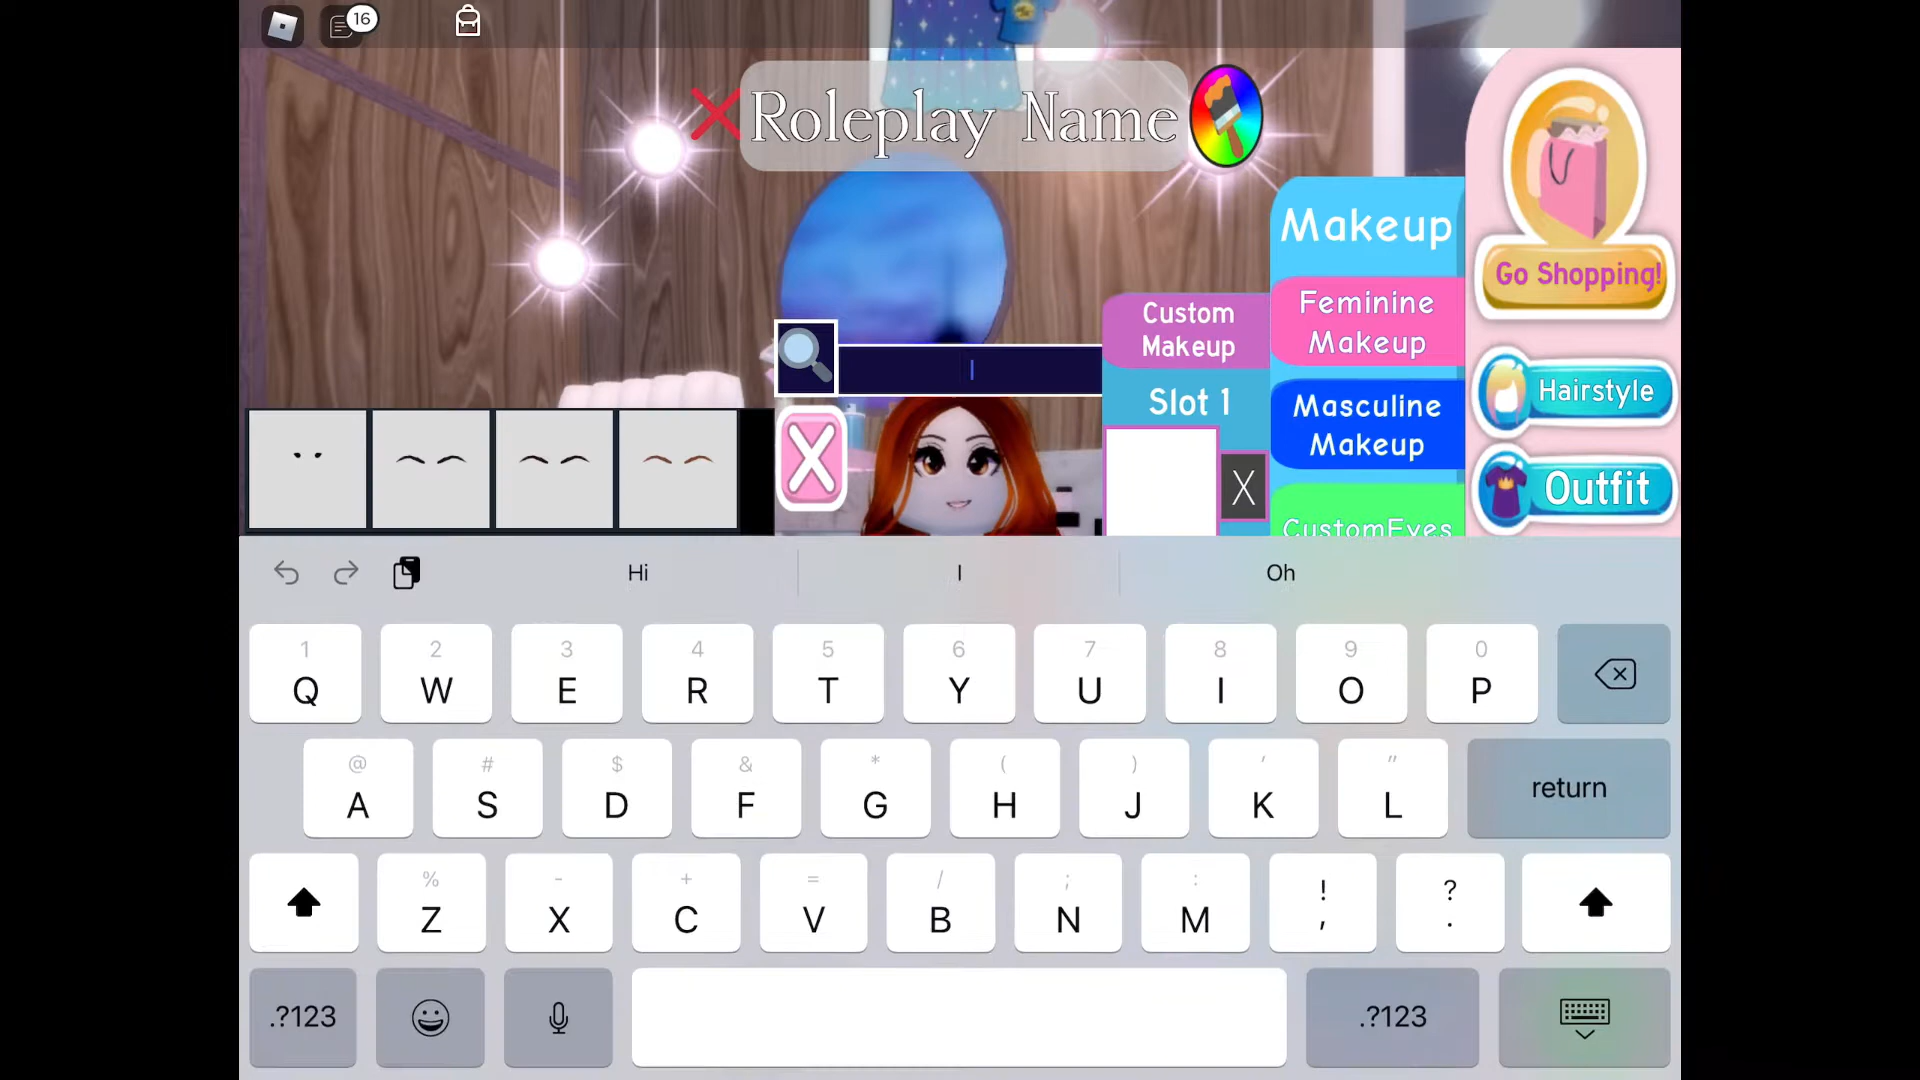 16
Roleplay Name
Makeup
Go Shopping!
Feminine
Makeup
Custom
Makeup
Hairstyle
Slot 1
Masculine
Makeup
X
X
Outfit
CustomEyes
Hi
I
Oh
1 2 3 4 5 6 7 8 9 0
Q W E R T Y U I O P
@ # $ & * ( ) ' "
A S D F G H J K L return
% - + = / ; : ! ?
Z X C V B N M , .
.?123 .?123